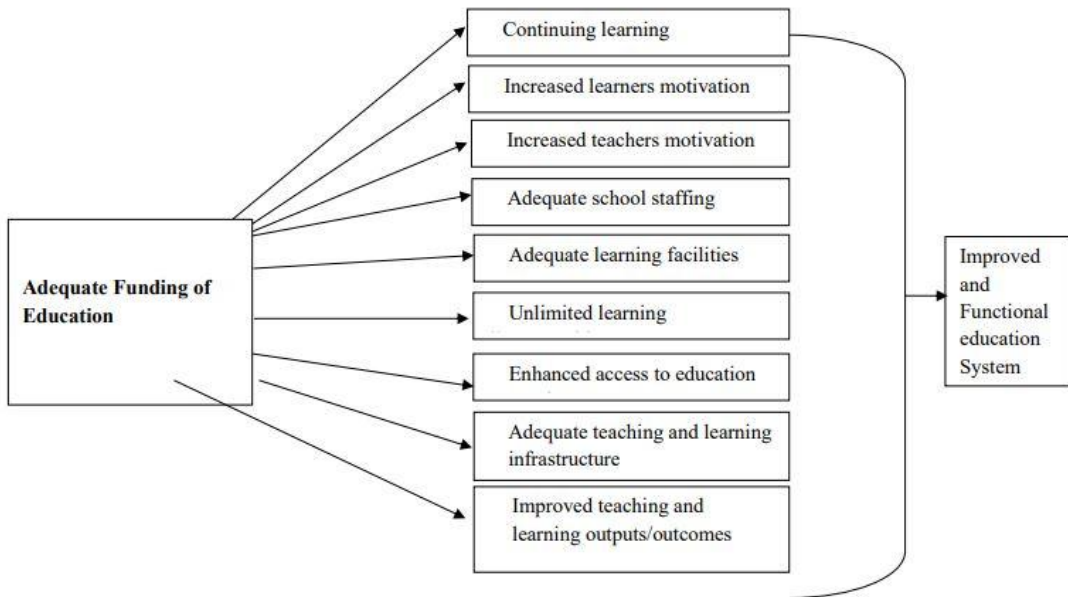 Continuing learning
Increased learners motivation
Increased teachers motivation
Adequate school staffing
Adequate Funding of
Education
Adequate learning facilities
Unlimited learning
Enhanced access to education
Adequate teaching and learning
infrastructure
Improved teaching and
learning outputs/outcomes
Improved
and
Functional
education
System